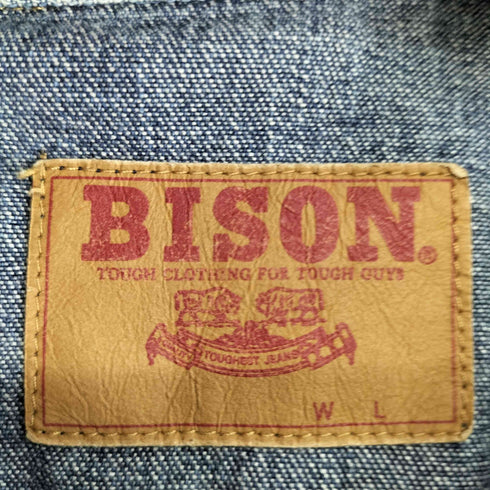 BISON.®
TOUGH CLOTHING FOR TOUGH GUYS
TOUGHEST JEANS
W L